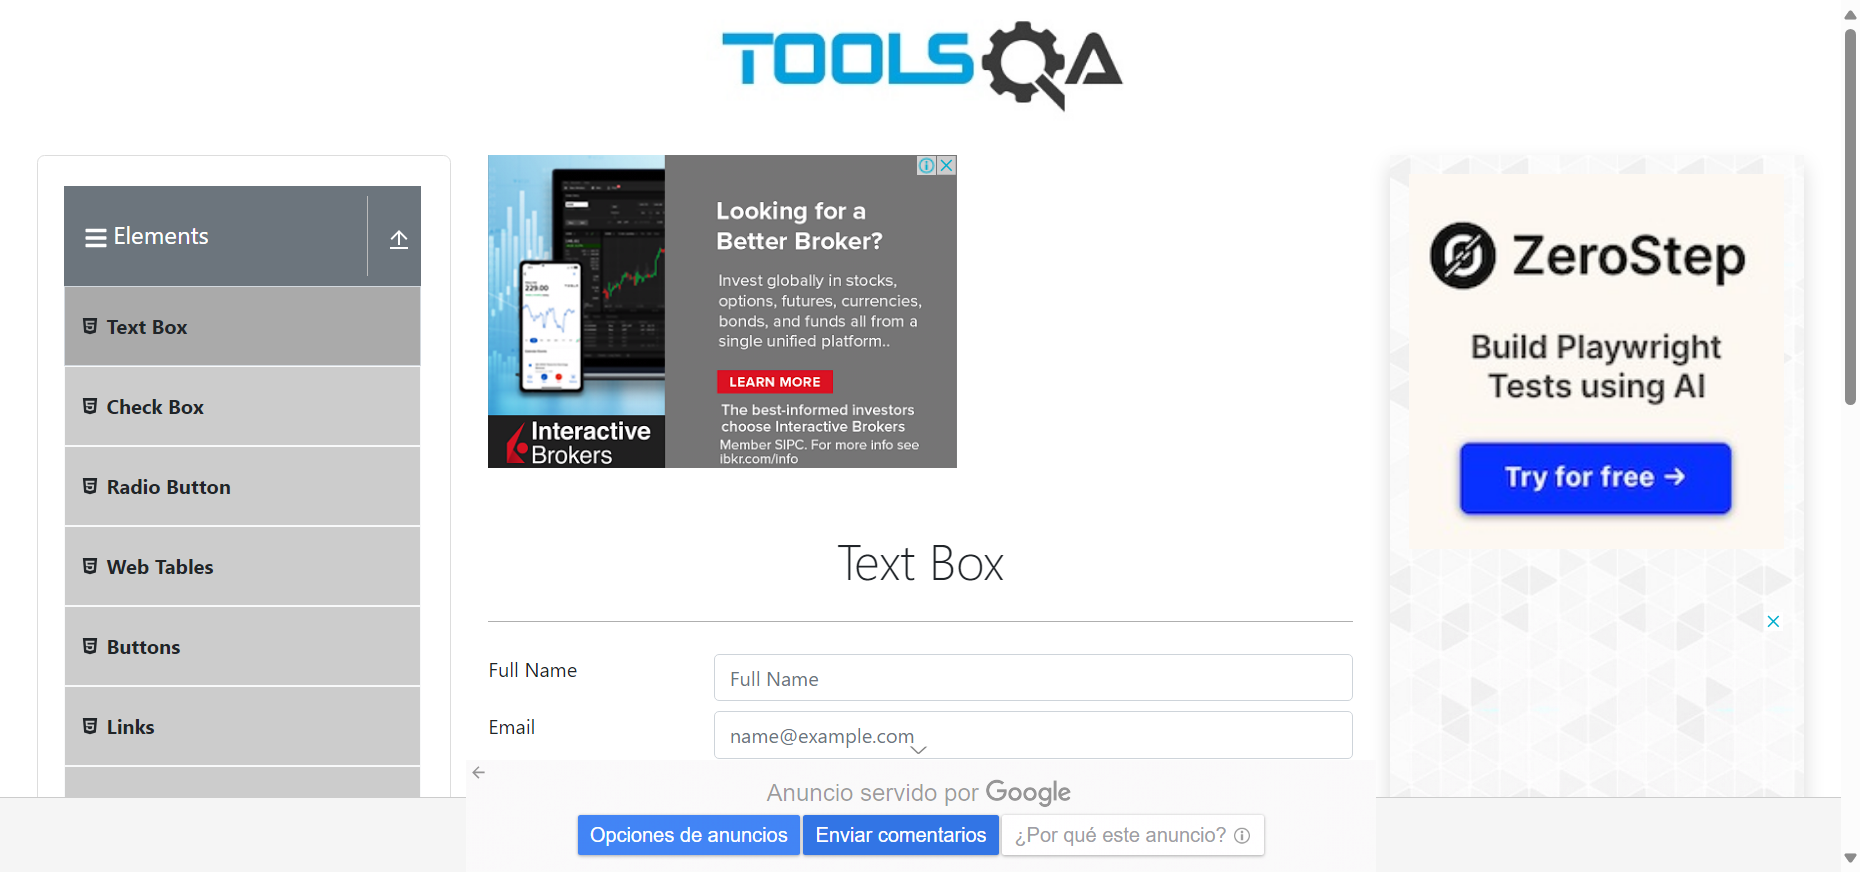 TOOLSQA
Elements
Text Box
Check Box
Radio Button
Web Tables
Buttons
Links
Looking for a
Better Broker?
Invest globally in stocks,
options, futures, currencies,
bonds, and funds all from a
single unified platform..
LEARN MORE
The best-informed investors
choose Interactive Brokers
Member SIPC. For more info see
ibkr.com/info
229.00
Interactive
Brokers
Text Box
Full Name
Full Name
Email
name@example.com
ZeroStep
Build Playwright
Tests using AI
Try for free →
Anuncio servido por Google
Opciones de anuncios
Enviar comentarios
¿Por qué este anuncio?